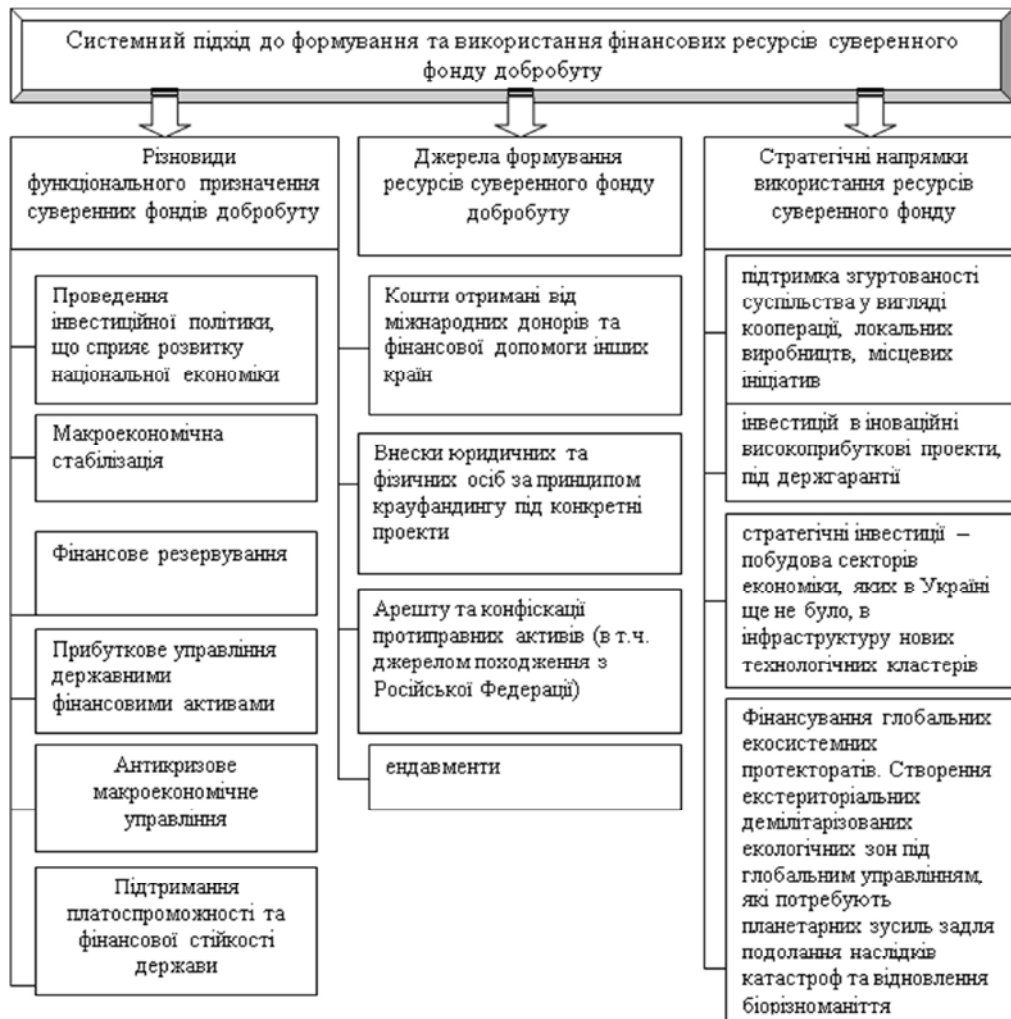 Системний підхід до формування та використання фінансових ресурсів суверенного
фонду добробуту
Різновиди
функціонального призначення
суверенних фондів добробуту
Проведення
інвестиційної політики,
що сприяє розвитку
національної економіки
Макроекономічна
стабілізація
Фінансове резервування
Прибуткове управління
державними
фінансовими активами
Антикризове
макроекономічне
управління
Підтримання
платоспроможності та
фінансової стійкості
держави
Джерела формування
ресурсів суверенного фонду
добробуту
Кошти отримані від
міжнародних донорів та
фінансової допомоги інших
країн
Внески юридичних та
фізичних осіб за принципом
крауфандингу під конкретні
проекти
Арешту та конфіскації
протиправних активів (в т.ч.
джерелом походження з
Російської Федерації)
ендавменти
Стратегічні напрямки
використання ресурсів
суверенного фонду
підтримка згуртованості
суспільства у вигляді
кооперації, локальних
виробництв, місцевих
ініціатив
інвестицій в іноваційні
високоприбуткові проекти,
під держгарантії
стратегічні інвестиції –
побудова секторів
економіки, яких в Україні
ще не було, в
інфраструктуру нових
технологічних кластерів
Фінансування глобальних
екосистемних
протекторатів. Створення
екстериторіальних
демілітаризованих
екологічних зон під
глобальним управлінням,
які потребують
планетарних зусиль задля
подолання наслідків
катастроф та відновлення
біорізноманіття